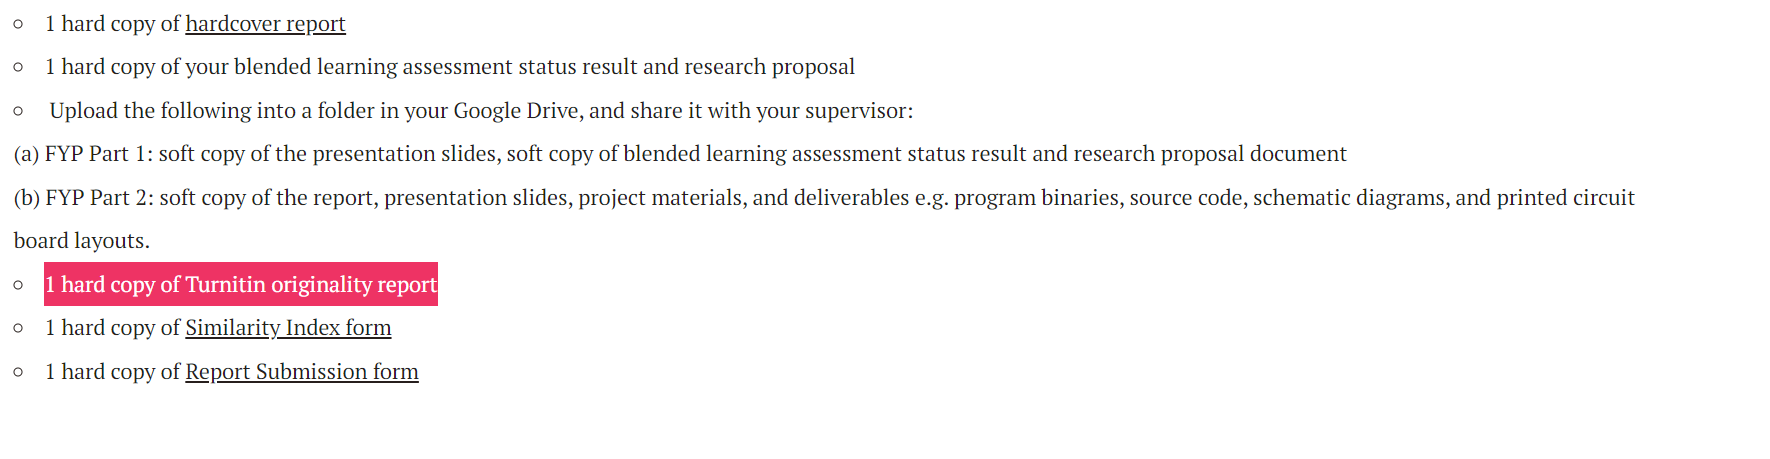 1 hard copy of hardcover report
1 hard copy of your blended learning assessment status result and research proposal
Upload the following into a folder in your Google Drive, and share it with your supervisor:
(a) FYP Part 1: soft copy of the presentation slides, soft copy of blended learning assessment status result and research proposal document
(b) FYP Part 2: soft copy of the report, presentation slides, project materials, and deliverables e.g. program binaries, source code, schematic diagrams, and printed circuit
board layouts.
1 hard copy of Turnitin originality report
1 hard copy of Similarity Index form
1 hard copy of Report Submission form